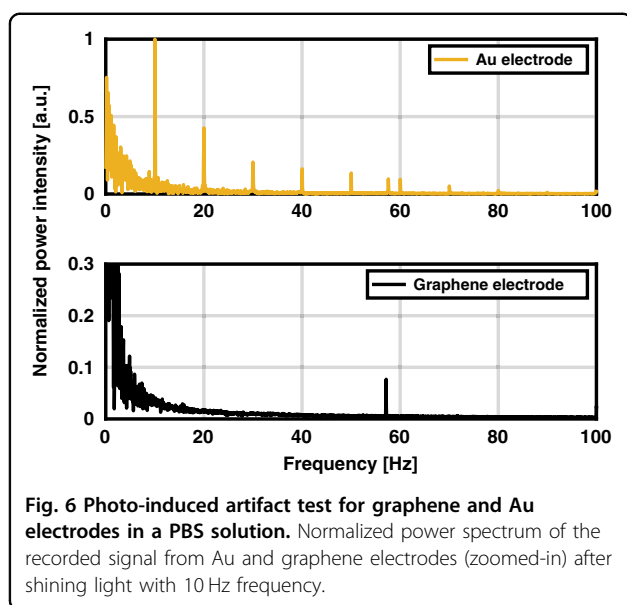 Normalized power intensity [a.u.]
1
0.5
0
Au electrode
0 20 40 60 80 100
0.3
0.2
0.1
0
Graphene electrode
0 20 40 60 80 100
Frequency [Hz]
Fig. 6 Photo-induced artifact test for graphene and Au
electrodes in a PBS solution. Normalized power spectrum of the
recorded signal from Au and graphene electrodes (zoomed-in) after
shining light with 10 Hz frequency.